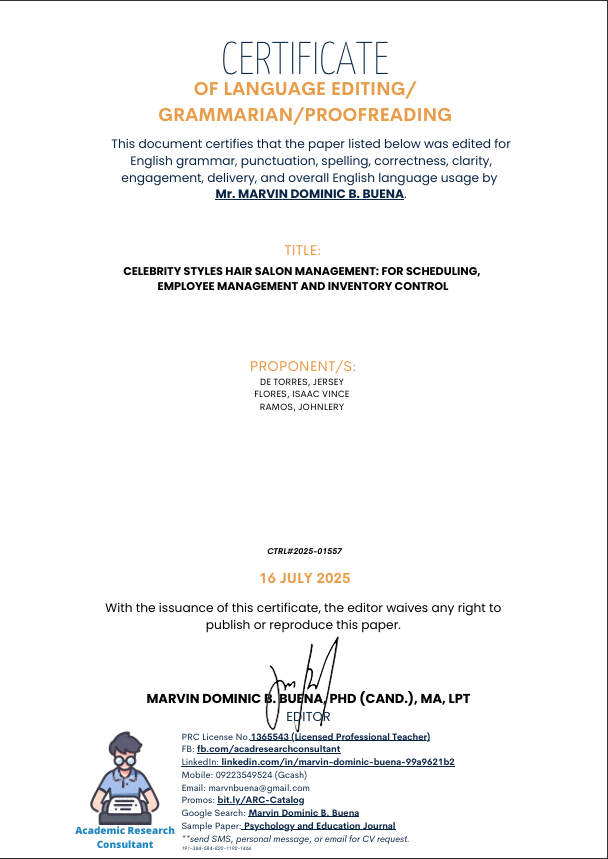 CERTIFICATE
OF LANGUAGE EDITING/
GRAMMARIAN/PROOFREADING
This document certifies that the paper listed below was edited for
English grammar, punctuation, spelling, correctness, clarity,
engagement, delivery, and overall English language usage by
Mr. MARVIN DOMINIC B. BUENA.
TITLE:
CELEBRITY STYLES HAIR SALON MANAGEMENT: FOR SCHEDULING,
EMPLOYEE MANAGEMENT AND INVENTORY CONTROL
PROPONENT/S:
DE TORRES, JERSEY
FLORES, ISAAC VINCE
RAMOS, JOHNLERY
CTRL#2025-01557
16 JULY 2025
With the issuance of this certificate, the editor waives any right to
publish or reproduce this paper.
MARVIN DOMINIC B. BUENA, PHD (CAND.), MA, LPT
EDITOR
PRC License No. 1365543 (Licensed Professional Teacher)
FB: fb.com/acadresearchconsultant
LinkedIn: linkedin.com/in/marvin-dominic-buena-99a9621b2
Mobile: 09223549524 (Gcash)
Email: marvnbuena@gmail.com
Promos: bit.ly/ARC-Catalog
Google Search: Marvin Dominic B. Buena
Sample Paper: Psychology and Education Journal
**send SMS, personal message, or email for CV request.
Academic Research
Consultant